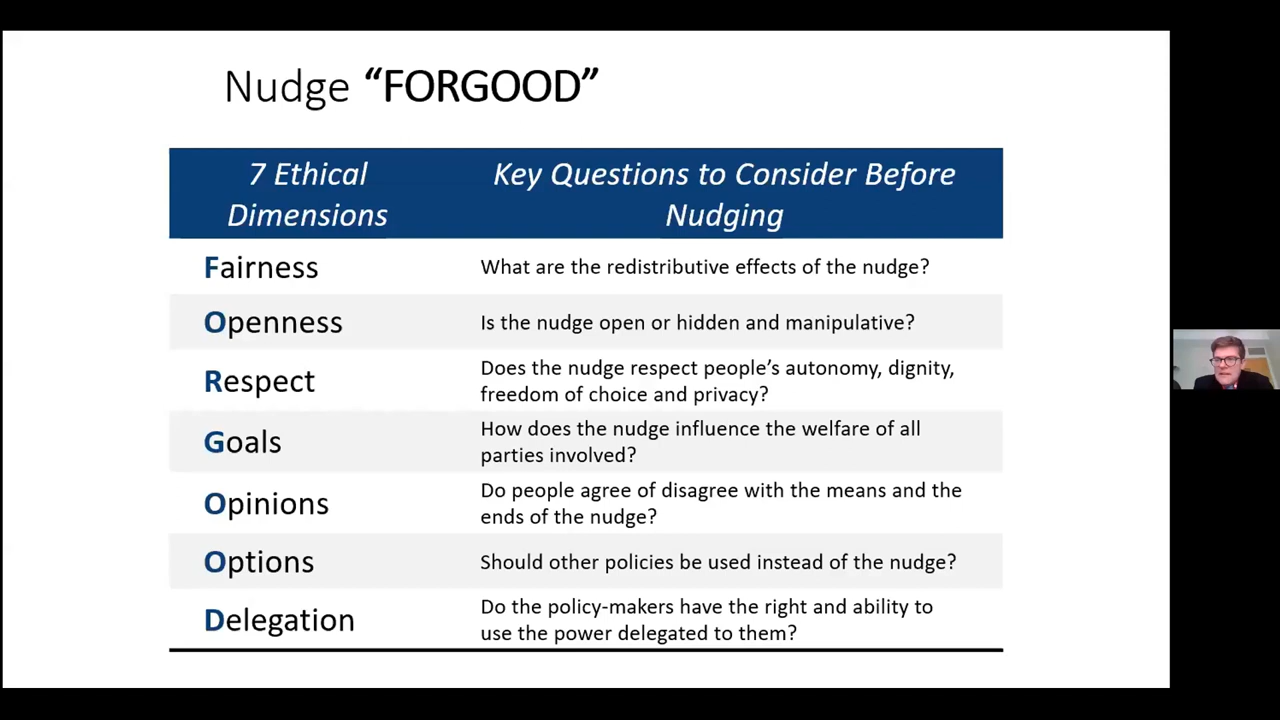 Nudge “FORGOOD”
7 Ethical
Dimensions
Key Questions to Consider Before
Nudging
Fairness
What are the redistributive effects of the nudge?
Openness
Is the nudge open or hidden and manipulative?
Respect
Does the nudge respect people’s autonomy, dignity,
freedom of choice and privacy?
Goals
How does the nudge influence the welfare of all
parties involved?
Opinions
Do people agree of disagree with the means and the
ends of the nudge?
Options
Should other policies be used instead of the nudge?
Delegation
Do the policy-makers have the right and ability to
use the power delegated to them?